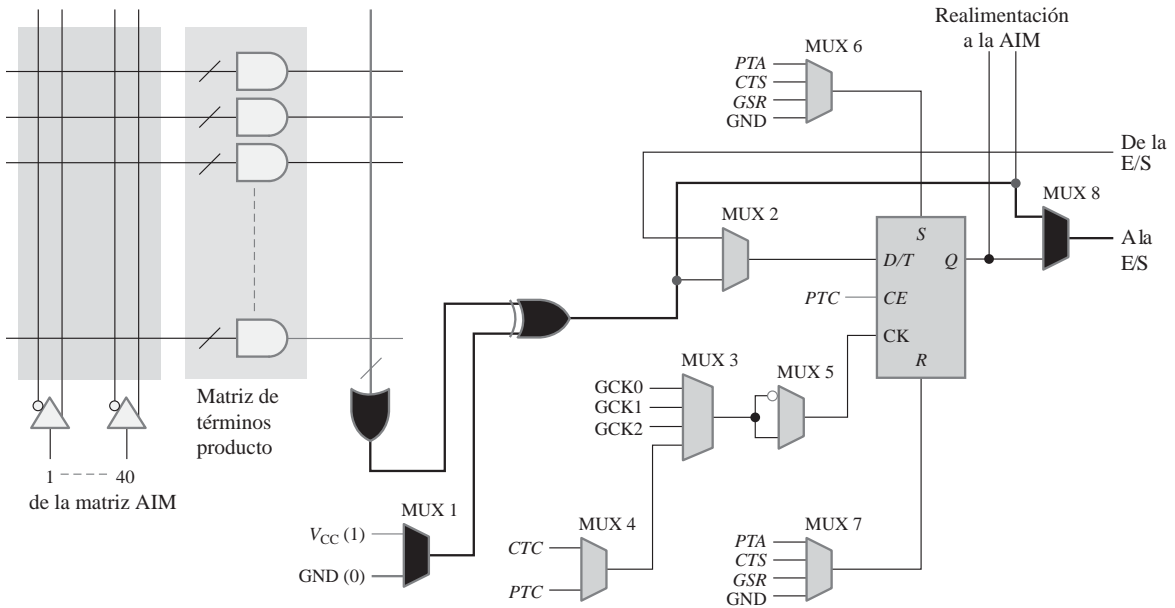 Realimentación
a la AIM
MUX 6
PTA
CTS
GSR
GND
De la
E/S
MUX 8
MUX 2
S
A la
E/S
D/T
Q
PTC
CE
CK
MUX 3
MUX 5
R
GCK0
GCK1
GCK2
Matriz de
términos
producto
1
40
de la matriz AIM
MUX 1
MUX 4
MUX 7
VCC (1)
GND (0)
CTC
PTC
PTA
CTS
GSR
GND